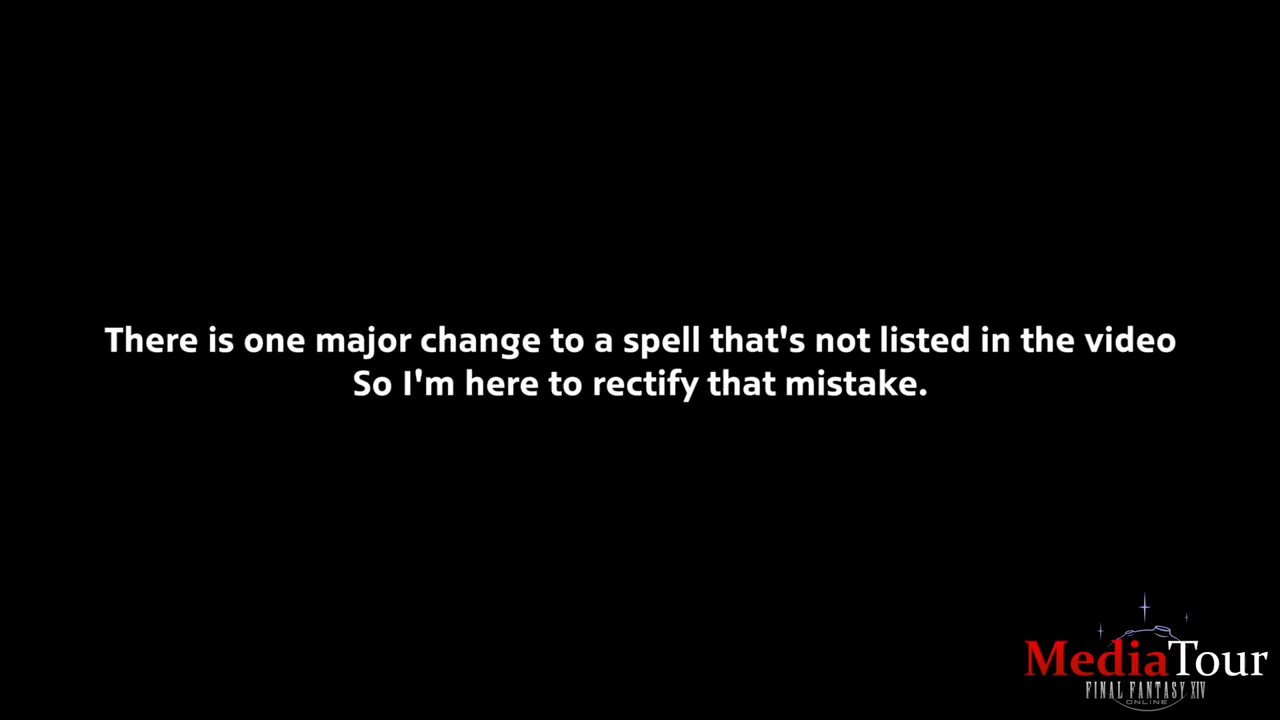 There is one major change to a spell that's not listed in the video
So I'm here to rectify that mistake.
MediaTour
FINAL FANTASY XIV
ONLINE